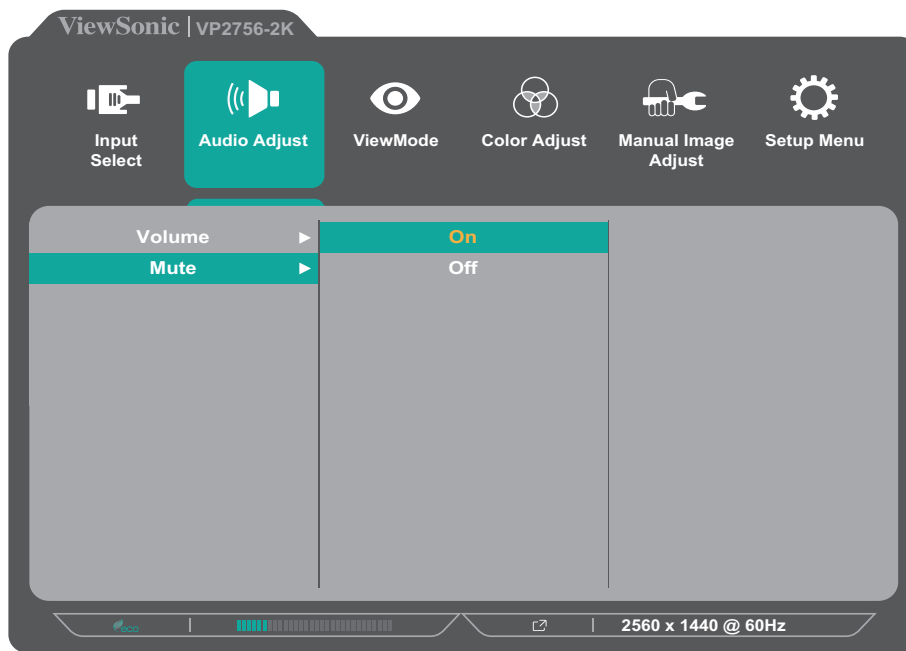 ViewSonic | VP2756-2K
Input
Select
Audio Adjust
ViewMode
Color Adjust
Manual Image
Adjust
Setup Menu
Volume
On
Mute
Off
eco
2560 x 1440 @ 60Hz